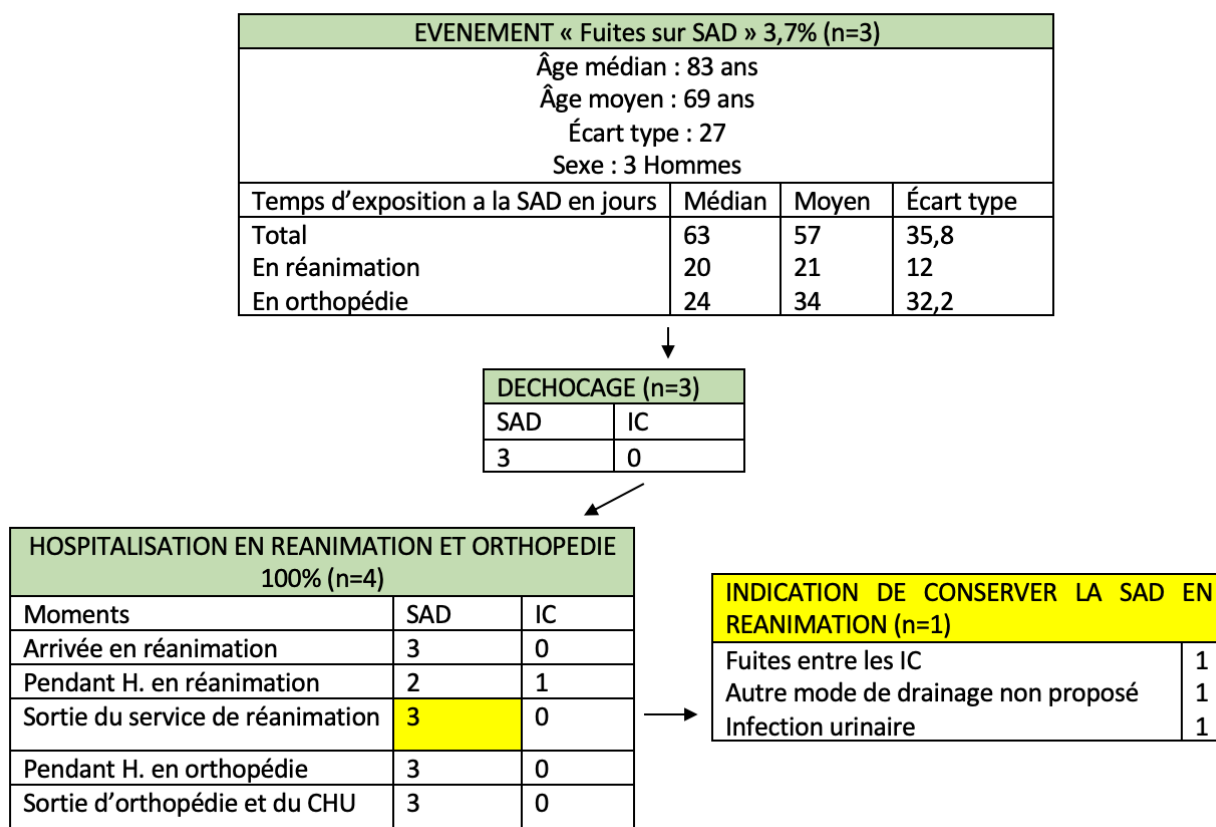 EVENEMENT « Fuites sur SAD » 3,7% (n=3)
Âge médian : 83 ans
Âge moyen : 69 ans
Écart type : 27
Sexe : 3 Hommes
Temps d’exposition a la SAD en jours Médian Moyen Écart type
Total 63 57 35,8
En réanimation 20 21 12
En orthopédie 24 34 32,2
DECHOCAGE (n=3)
SAD IC
3 0
HOSPITALISATION EN REANIMATION ET ORTHOPEDIE
100% (n=4)
Moments SAD IC
Arrivée en réanimation 3 0
Pendant H. en réanimation 2 1
Sortie du service de réanimation 3 0
Pendant H. en orthopédie 3 0
Sortie d’orthopédie et du CHU 3 0
INDICATION DE CONSERVER LA SAD EN
REANIMATION (n=1)
Fuites entre les IC 1
Autre mode de drainage non proposé 1
Infection urinaire 1